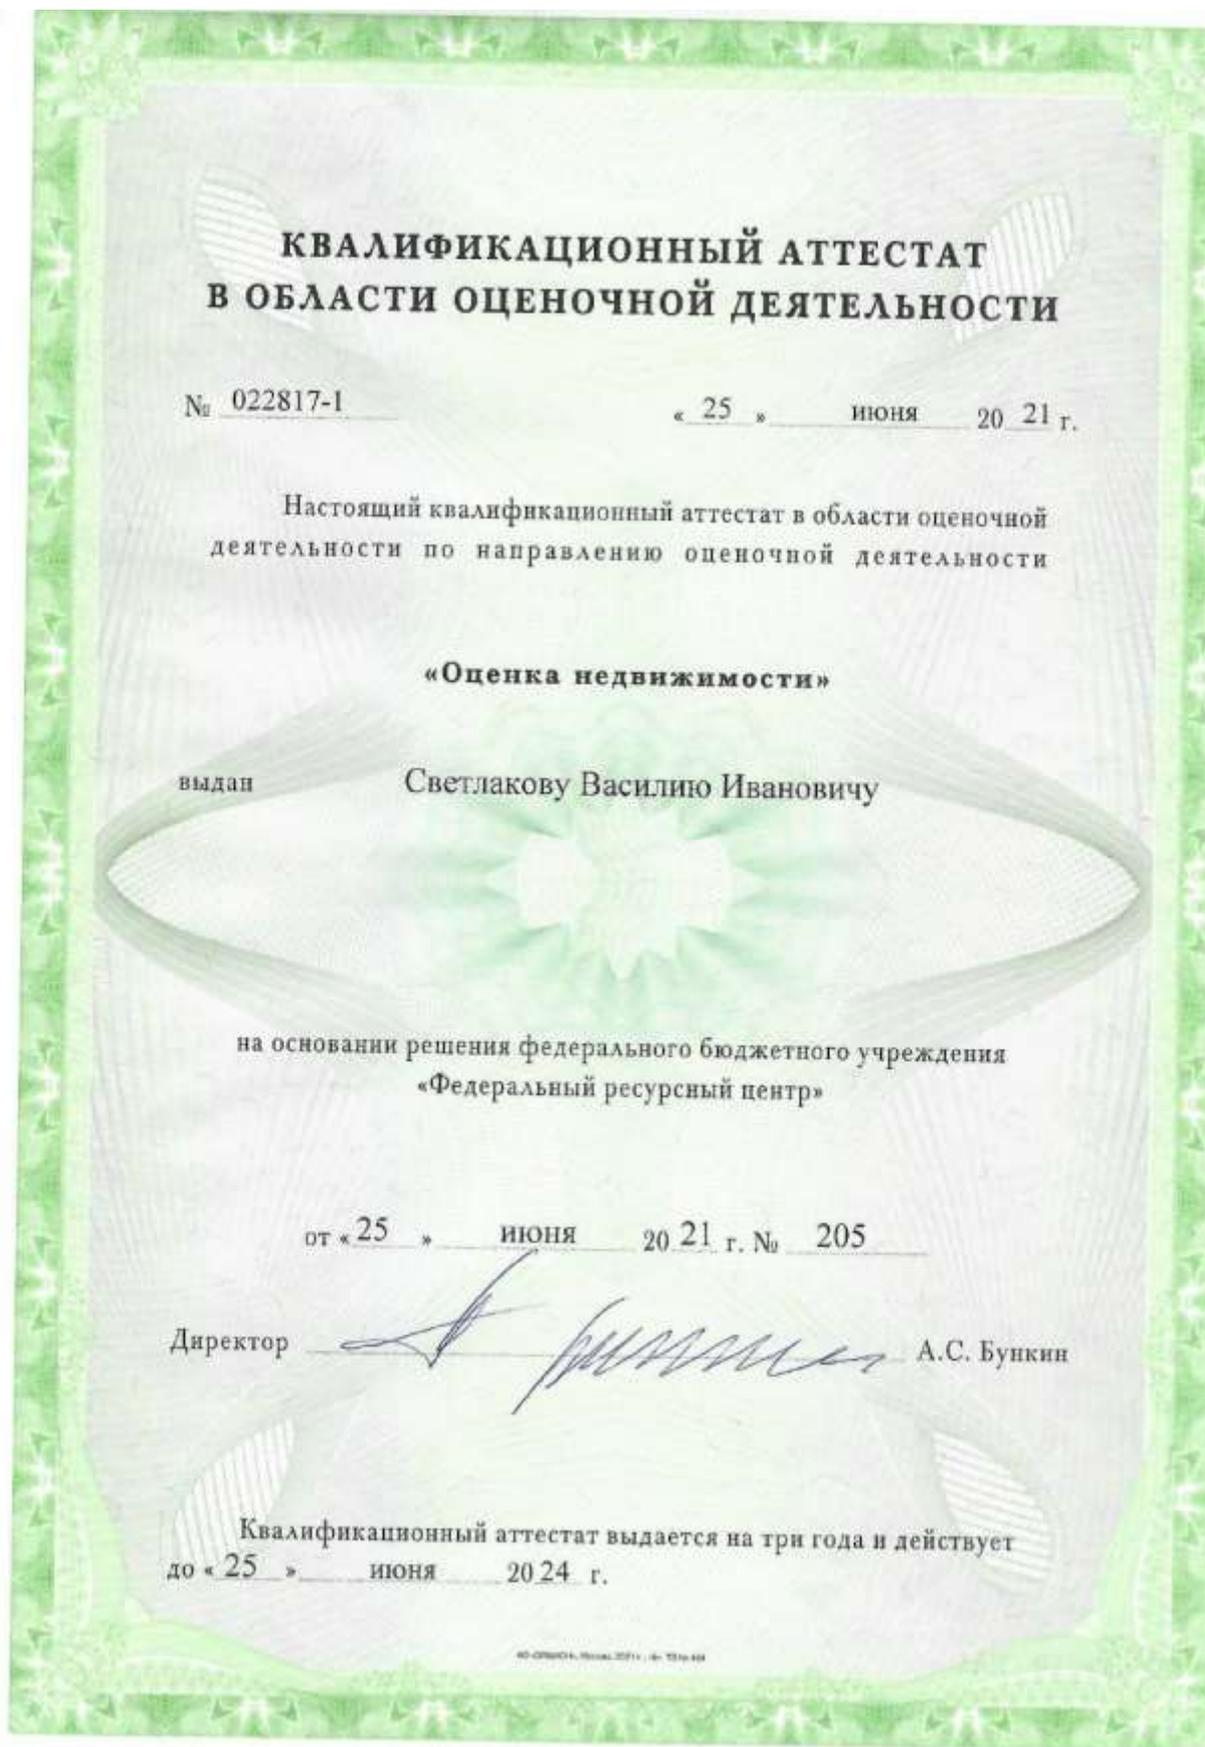 КВАЛИФИКАЦИОННЫЙ АТТЕСТАТ
В ОБЛАСТИ ОЦЕНОЧНОЙ ДЕЯТЕЛЬНОСТИ
№ 022817-1 « 25 » июня 20 21 г.
Настоящий квалификационный аттестат в области оценочной
деятельности по направлению оценочной деятельности
«Оценка недвижимости»
выдан Светлакову Василию Ивановичу
на основании решения федерального бюджетного учреждения
«Федеральный ресурсный центр»
от « 25 » июня 20 21 г. № 205
Директор А.С. Бункин
Квалификационный аттестат выдается на три года и действует
до « 25 » июня 20 24 г.